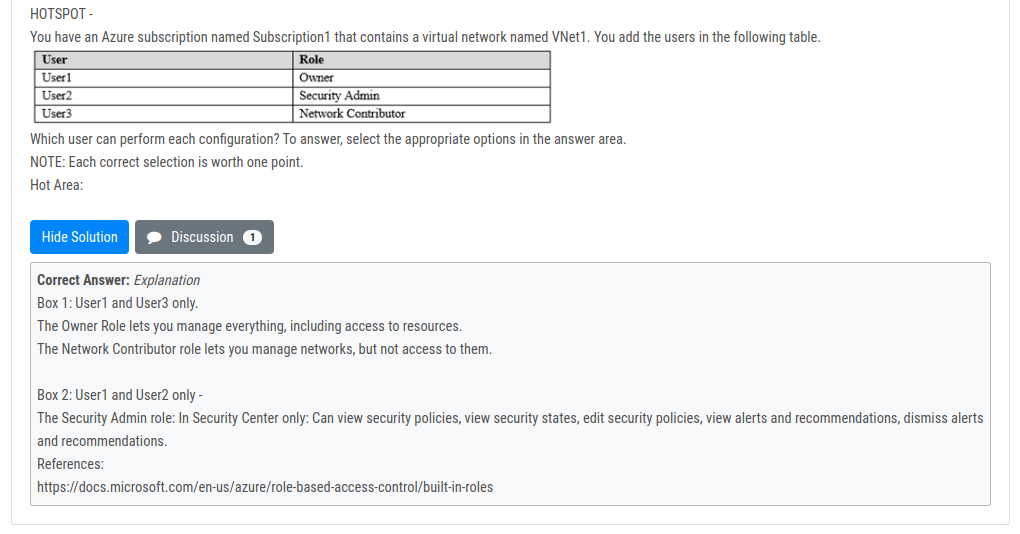 HOTSPOT -
You have an Azure subscription named Subscription1 that contains a virtual network named VNet1. You add the users in the following table.
User Role
User1 Owner
User2 Security Admin
User3 Network Contributor
Which user can perform each configuration? To answer, select the appropriate options in the answer area.
NOTE: Each correct selection is worth one point.
Hot Area:
Hide Solution Discussion 1
Correct Answer: Explanation
Box 1: User1 and User3 only.
The Owner Role lets you manage everything, including access to resources.
The Network Contributor role lets you manage networks, but not access to them.
Box 2: User1 and User2 only -
The Security Admin role: In Security Center only: Can view security policies, view security states, edit security policies, view alerts and recommendations, dismiss alerts
and recommendations.
References:
https://docs.microsoft.com/en-us/azure/role-based-access-control/built-in-roles